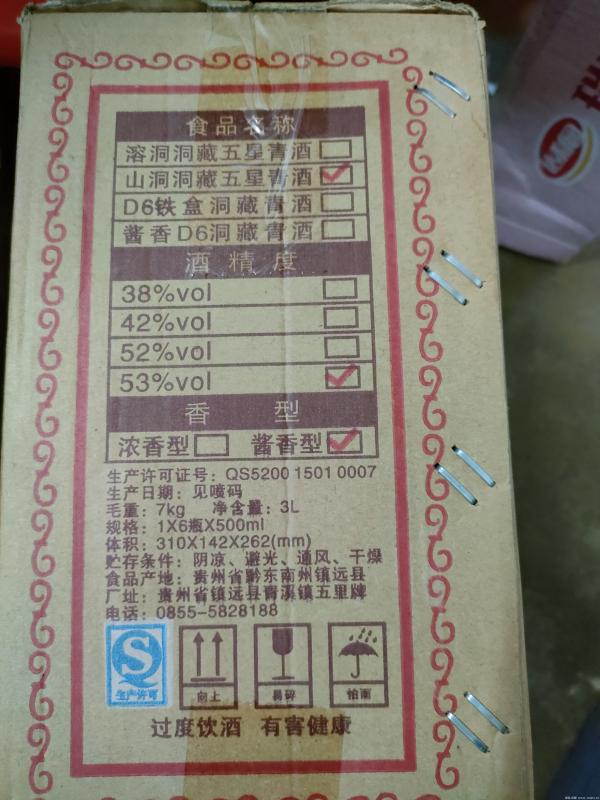 食品名称
溶洞洞藏五星青酒
山洞洞藏五星青酒
D6铁盒洞藏青酒
酱香D6洞藏青酒
酒精度
38%vol
42%vol
52%vol
53%vol
香型
浓香型 酱香型
生产许可证号：QS5200 1501 0007
生产日期：见喷码
毛重：7kg 净含量：3L
规格：1X6瓶X500ml
体积：310X142X262(mm)
贮存条件：阴凉、避光、通风、干燥
食品产地：贵州省黔东南州镇远县
厂址：贵州省镇远县青溪镇五里牌
电话：0855-5828188
生产许可 向上 易碎 怕雨
过度饮酒 有害健康